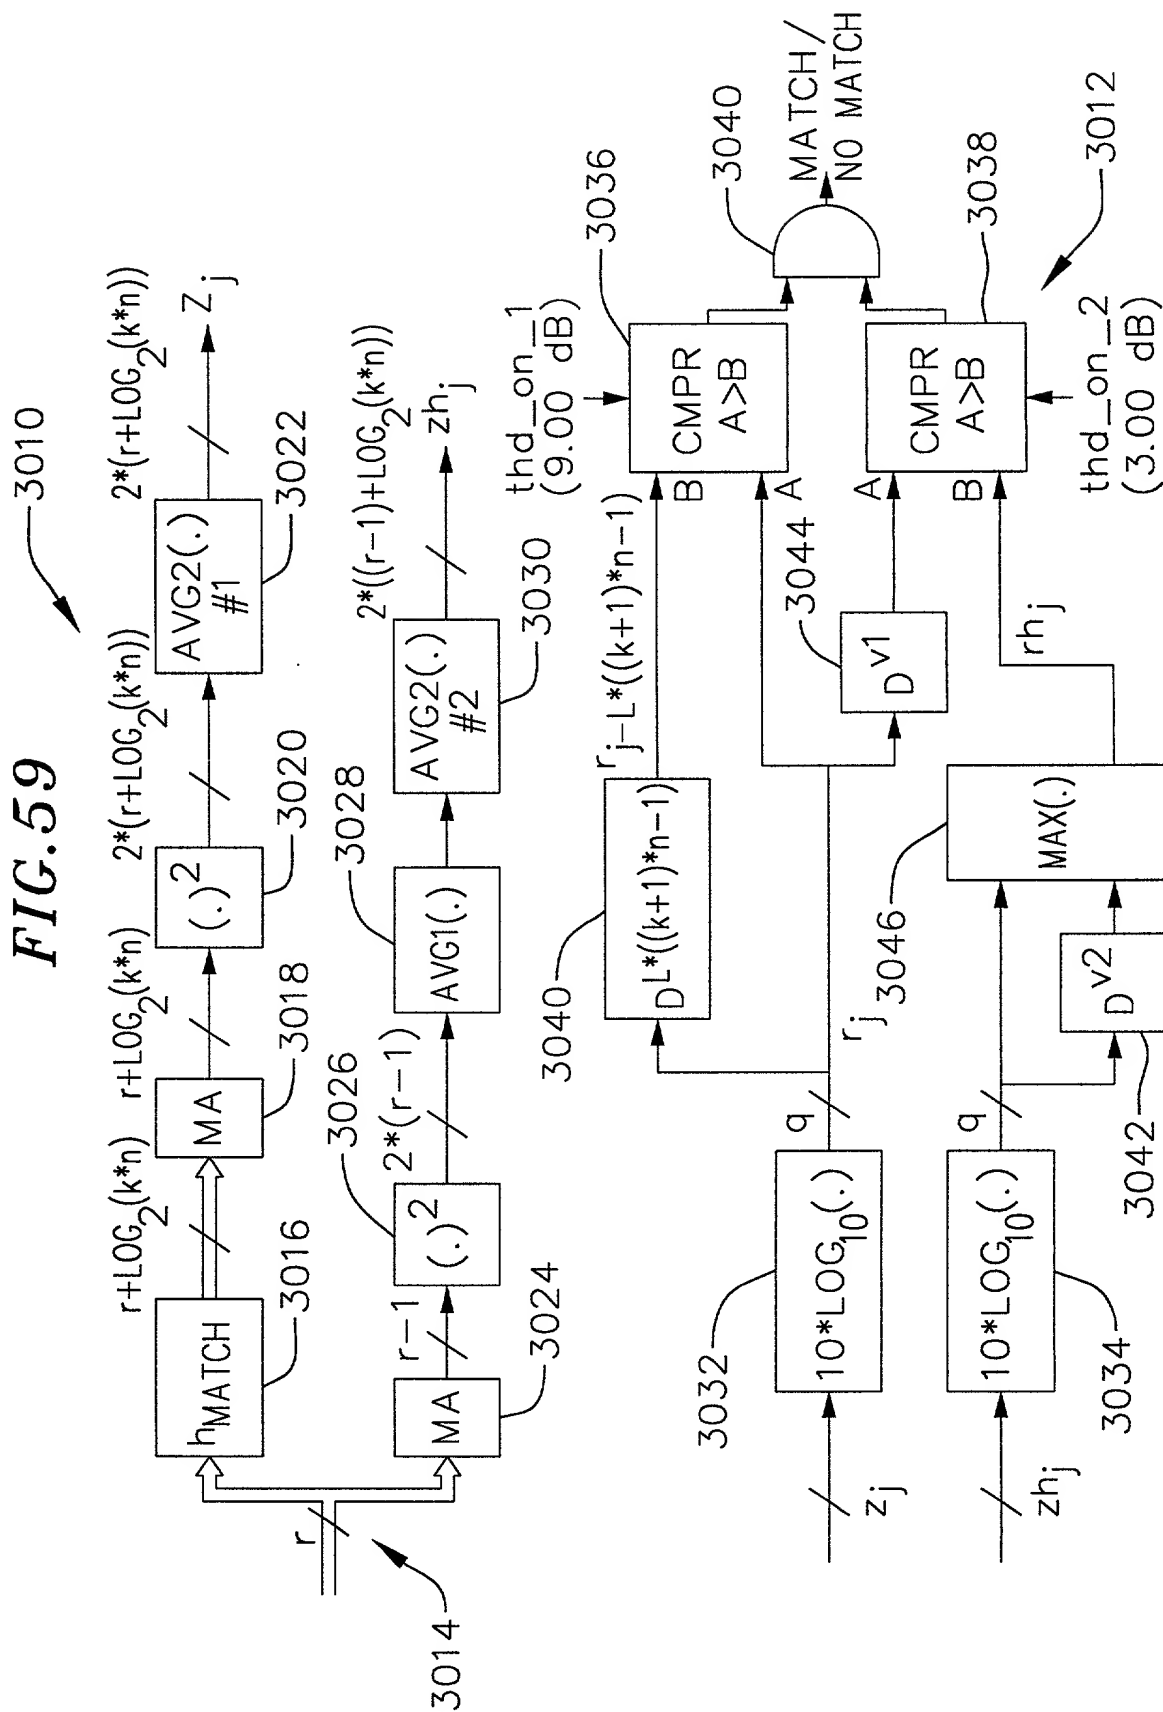 FIG.59
3010
r+LOG2(k*n)
r+LOG2(k*n)
2*(r+LOG2(k*n))
2*(r+LOG2(k*n))
hMATCH
MA
(.)2
AVG2(.)
#1
Zj
3016
3018
3020
3022
r
3014
r-1
2*(r-1)
2*((r-1)+LOG2(k*n))
MA
(.)2
AVG1(.)
AVG2(.)
#2
zhj
3024
3026
3028
3030
3040
DL*((k+1)*n-1)
rj-L*((k+1)*n-1)
thd_on_1
(9.00 dB)
3036
B
CMPR
A>B
A
3032
zj
10*LOG10(.)
q
rj
3044
Dv1
3040
MATCH/
NO MATCH
A
CMPR
A>B
B
3038
thd_on_2
(3.00 dB)
3012
zhj
10*LOG10(.)
3034
q
3046
MAX(.)
rhj
Dv2
3042